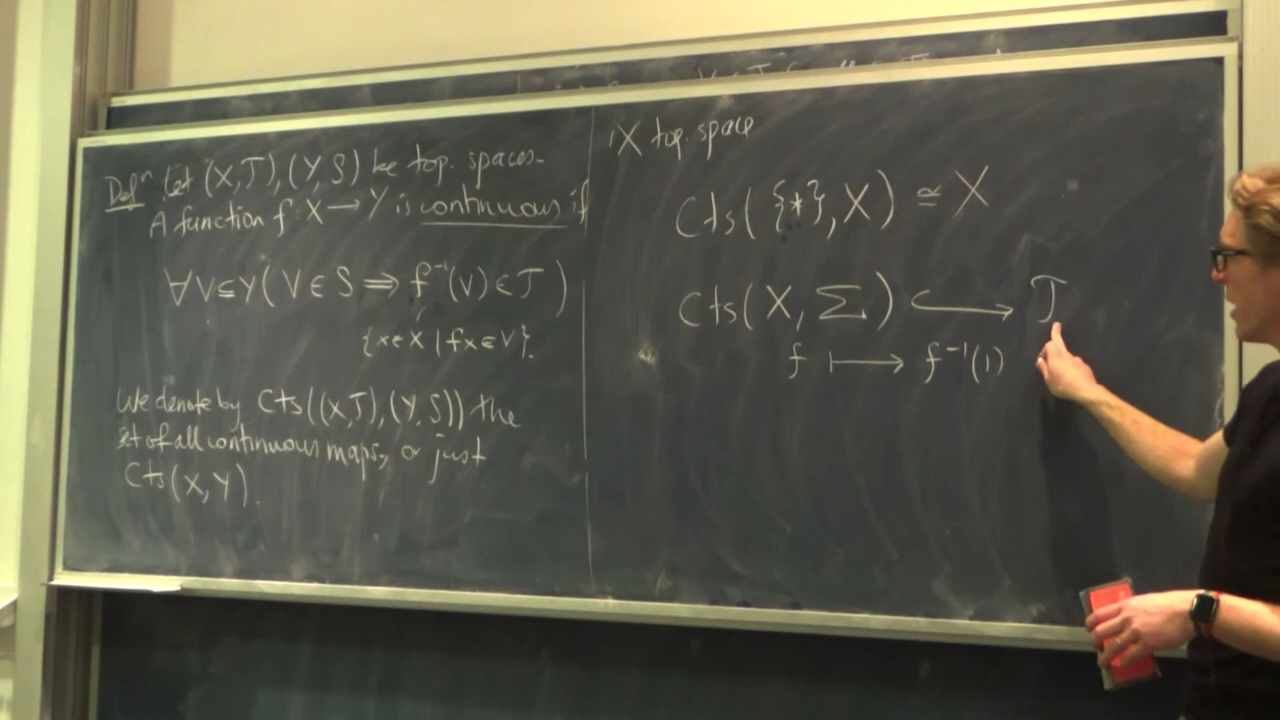 Defⁿ Let (X,T), (Y,S) be top. spaces.
A function f: X → Y is continuous if
∀V⊆Y(V∈S ⟹ f⁻¹(V)∈T)
{x∈X | fx∈V}.
We denote by Cts((X,T),(Y,S)) the
set of all continuous maps, or just
Cts(X,Y).
X top. space
Cts({*},X) ≅ X
Cts(X,Σ) ↪ T
f ⟼ f⁻¹(1)